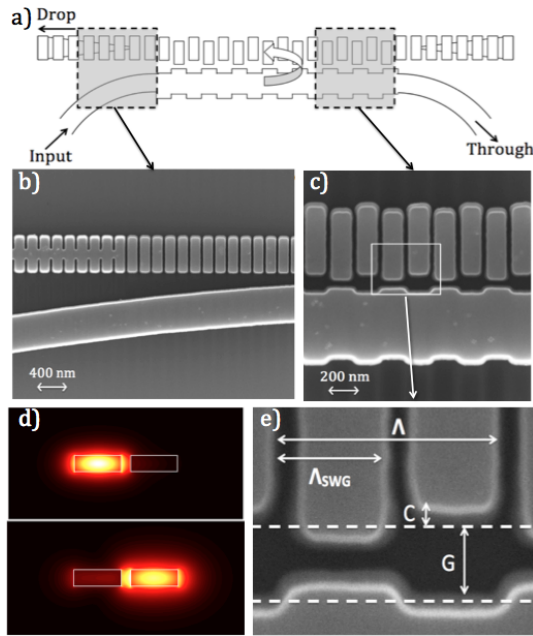 a)
Drop
Input
Through
b)
c)
400 nm
200 nm
d)
e)
Λ
ΛSWG
C
G